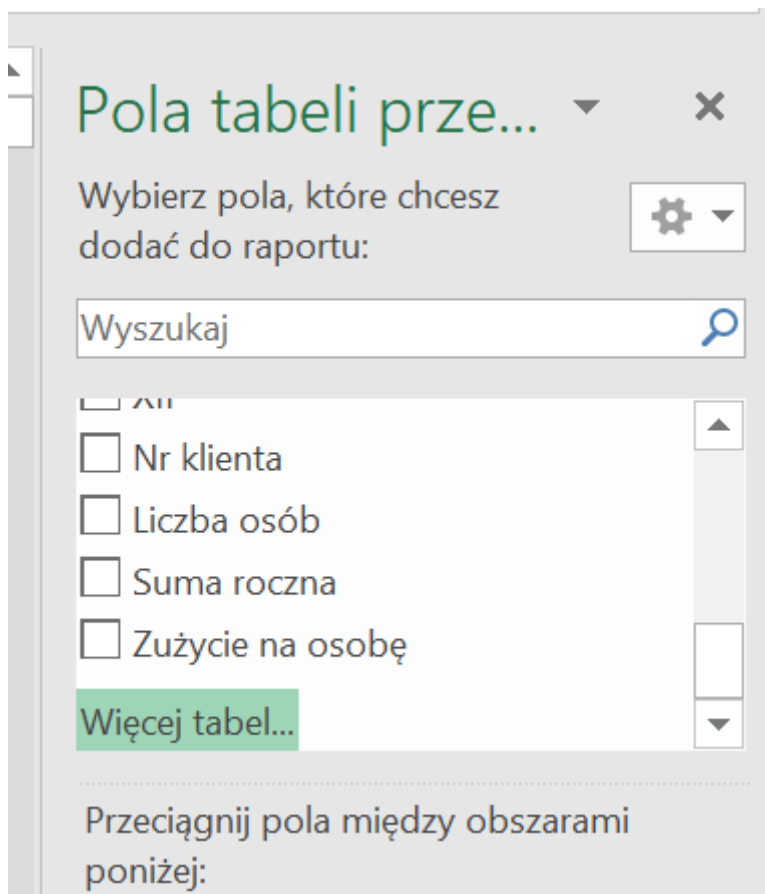 Pola tabeli prze...
Wybierz pola, które chcesz
dodać do raportu:
Wyszukaj
XII
Nr klienta
Liczba osób
Suma roczna
Zużycie na osobę
Więcej tabel...
Przeciągnij pola między obszarami
poniżej: